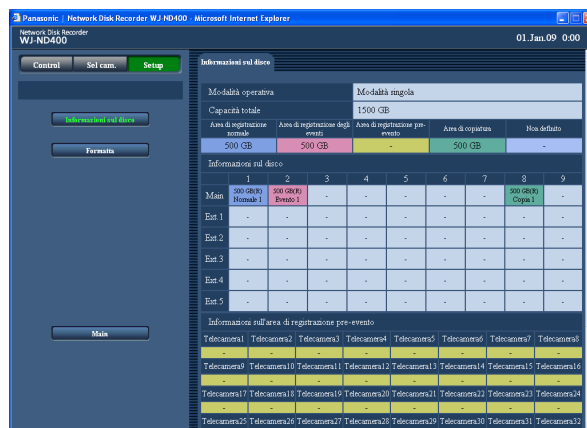 Panasonic | Network Disk Recorder WJ-ND400 - Microsoft Internet Explorer
Network Disk Recorder
WJ-ND400
01.Jan.09 0:00
Control Sel cam. Setup
Informazioni sul disco
Formatta
Main
Informazioni sul disco
Modalità operativa Modalità singola
Capacità totale 1500 GB
Area di registrazione normale Area di registrazione degli eventi Area di registrazione pre-evento Area di copiatura Non definito
500 GB 500 GB - 500 GB -
Informazioni sul disco
1 2 3 4 5 6 7 8 9
Main 500 GB(R) Normale 1 500 GB(R) Evento 1 - - - - - 500 GB(R) Copia 1 -
Ext.1 - - - - - - - - -
Ext.2 - - - - - - - - -
Ext.3 - - - - - - - - -
Ext.4 - - - - - - - - -
Ext.5 - - - - - - - - -
Informazioni sull'area di registrazione pre-evento
Telecamera1 Telecamera2 Telecamera3 Telecamera4 Telecamera5 Telecamera6 Telecamera7 Telecamera8
- - - - - - - -
Telecamera9 Telecamera10 Telecamera11 Telecamera12 Telecamera13 Telecamera14 Telecamera15 Telecamera16
- - - - - - - -
Telecamera17 Telecamera18 Telecamera19 Telecamera20 Telecamera21 Telecamera22 Telecamera23 Telecamera24
- - - - - - - -
Telecamera25 Telecamera26 Telecamera27 Telecamera28 Telecamera29 Telecamera30 Telecamera31 Telecamera32